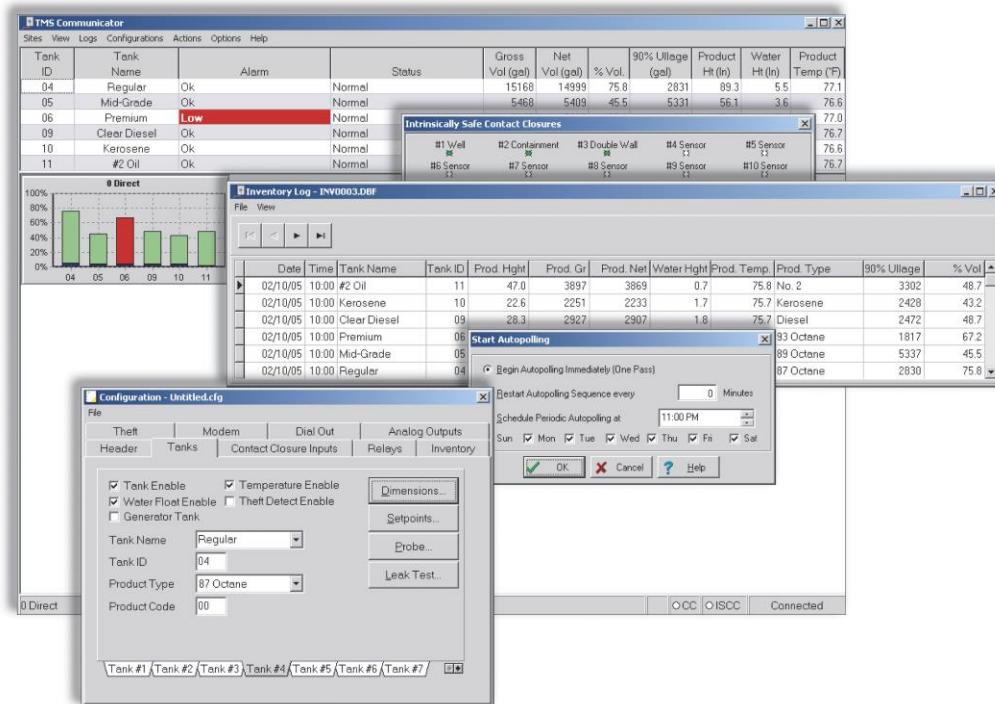 TMS Communicator
Sites View Logs Configurations Actions Options Help
Tank ID Tank Name Alarm Status Gross Vol (gal) Net Vol (gal) % Vol. 90% Ullage (gal) Product Ht (In) Water Ht (In) Product Temp (°F)
04 Regular Ok Normal 15168 14999 75.8 2831 89.3 5.5 77.1
05 Mid-Grade Ok Normal 5468 5409 45.5 5331 56.1 3.6 76.6
06 Premium Low Normal 77.0
09 Clear Diesel Ok Normal 76.7
10 Kerosene Ok Normal 76.6
11 #2 Oil Ok Normal 76.7
Intrinsically Safe Contact Closures
#1 Well #2 Containment #3 Double Wall #4 Sensor #5 Sensor
#6 Sensor #7 Sensor #8 Sensor #9 Sensor #10 Sensor
0 Direct
100%
80%
60%
40%
20%
0%
04 05 06 09 10 11
Inventory Log - INV0003.DBF
File View
Date Time Tank Name Tank ID Prod. Hght Prod. Gr Prod. Net Water Hght Prod. Temp. Prod. Type 90% Ullage % Vol
02/10/05 10:00 #2 Oil 11 47.0 3897 3869 0.7 75.8 No. 2 3302 48.7
02/10/05 10:00 Kerosene 10 22.6 2251 2233 1.7 75.7 Kerosene 2428 43.2
02/10/05 10:00 Clear Diesel 09 28.3 2927 2907 1.8 75.7 Diesel 2472 48.7
02/10/05 10:00 Premium 06 93 Octane 1817 67.2
02/10/05 10:00 Mid-Grade 05 89 Octane 5337 45.5
02/10/05 10:00 Regular 04 87 Octane 2830 75.8
Start Autopolling
Begin Autopolling Immediately (One Pass)
Restart Autopolling Sequence every 0 Minutes
Schedule Periodic Autopolling at 11:00 PM
Sun Mon Tue Wed Thu Fri Sat
OK Cancel Help
Configuration - Untitled.cfg
File
Theft Modem Dial Out Analog Outputs
Header Tanks Contact Closure Inputs Relays Inventory
Tank Enable Temperature Enable
Water Float Enable Theft Detect Enable
Generator Tank
Tank Name Regular
Tank ID 04
Product Type 87 Octane
Product Code 00
Dimensions...
Setpoints...
Probe...
Leak Test...
Tank #1 Tank #2 Tank #3 Tank #4 Tank #5 Tank #6 Tank #7
0 Direct CC ISCC Connected